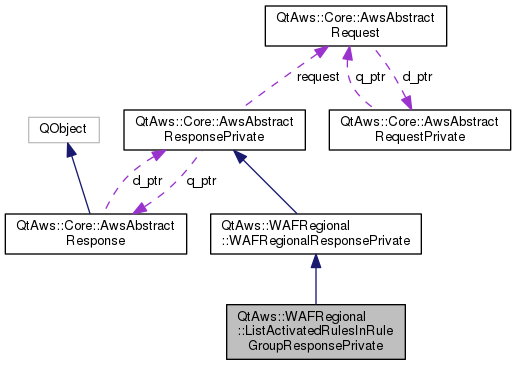 QtAws::Core::AwsAbstract
Request
request
q_ptr
d_ptr
QObject
QtAws::Core::AwsAbstract
ResponsePrivate
QtAws::Core::AwsAbstract
RequestPrivate
d_ptr
q_ptr
QtAws::Core::AwsAbstract
Response
QtAws::WAFRegional
::WAFRegionalResponsePrivate
QtAws::WAFRegional
::ListActivatedRulesInRule
GroupResponsePrivate